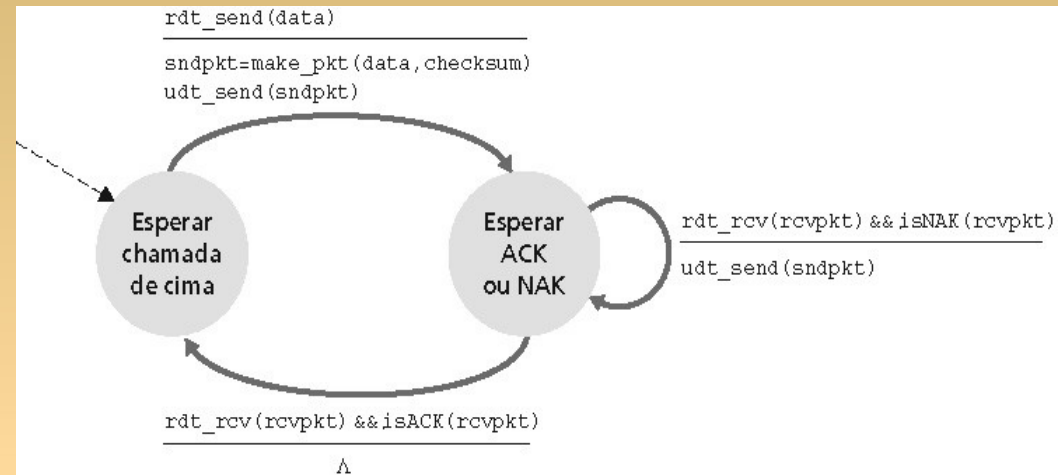 rdt_send(data)
sndpkt=make_pkt(data,checksum)
udt_send(sndpkt)
Esperar
chamada
de cima
Esperar
ACK
ou NAK
rdt_rcv(rcvpkt) && isNAK(rcvpkt)
udt_send(sndpkt)
rdt_rcv(rcvpkt) && isACK(rcvpkt)
Λ